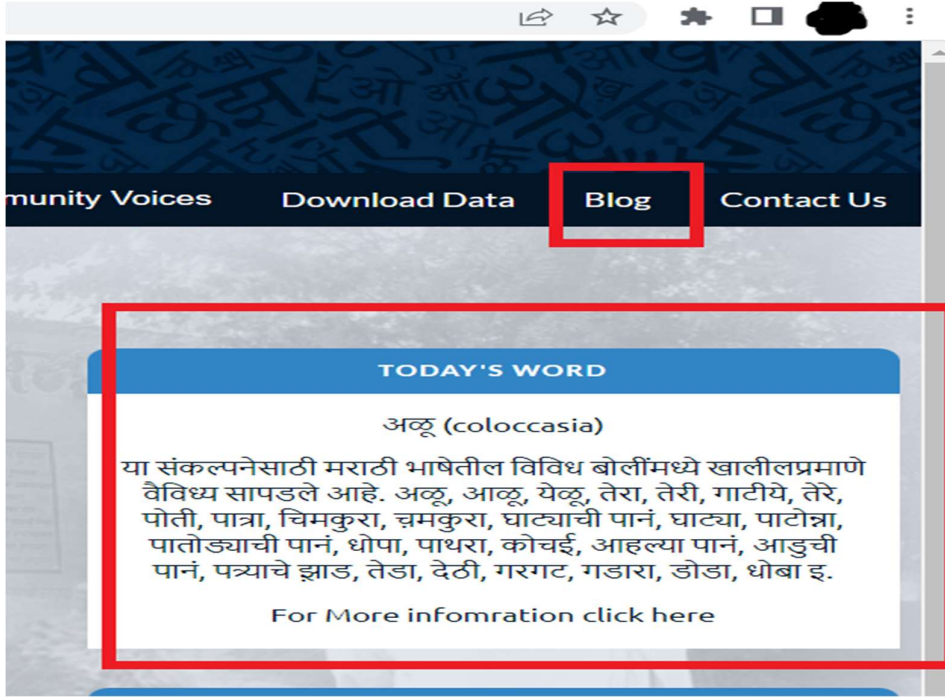 munity Voices Download Data Blog Contact Us
TODAY'S WORD
अळू (coloccasia)
या संकल्पनेसाठी मराठी भाषेतील विविध बोलींमध्ये खालीलप्रमाणे
वैविध्य सापडले आहे. अळू, आळू, येळू, तेरा, तेरी, गाटीये, तेरे,
पोती, पात्रा, चिमकुरा, च़मकुरा, घाट्याची पानं, घाट्या, पाटोन्ना,
पातोड्याची पानं, धोपा, पाथरा, कोचई, आहल्या पानं, आडुची
पानं, पत्र्याचे झाड, तेडा, देठी, गरगट, गडारा, डोडा, धोबा इ.
For More infomration click here